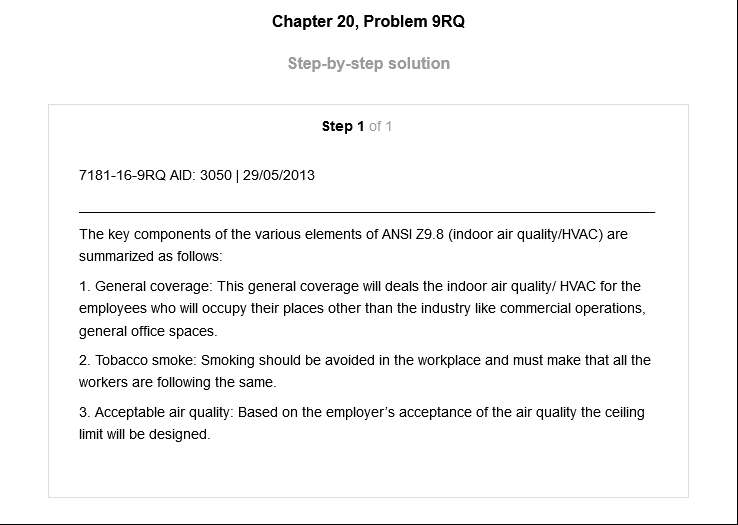 Chapter 20, Problem 9RQ
Step-by-step solution
Step 1 of 1
7181-16-9RQ AID: 3050 | 29/05/2013
The key components of the various elements of ANSI Z9.8 (indoor air quality/HVAC) are
summarized as follows:
1. General coverage: This general coverage will deals the indoor air quality/ HVAC for the
employees who will occupy their places other than the industry like commercial operations,
general office spaces.
2. Tobacco smoke: Smoking should be avoided in the workplace and must make that all the
workers are following the same.
3. Acceptable air quality: Based on the employer’s acceptance of the air quality the ceiling
limit will be designed.